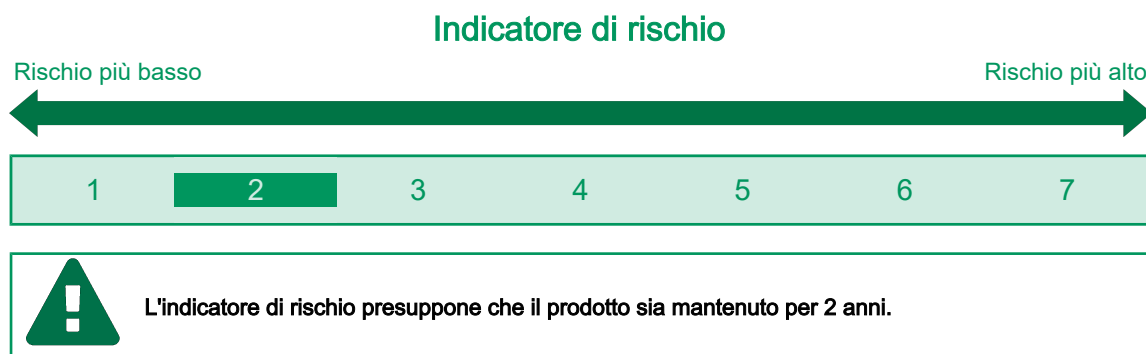 Indicatore di rischio
Rischio più basso Rischio più alto
1 2 3 4 5 6 7
L'indicatore di rischio presuppone che il prodotto sia mantenuto per 2 anni.